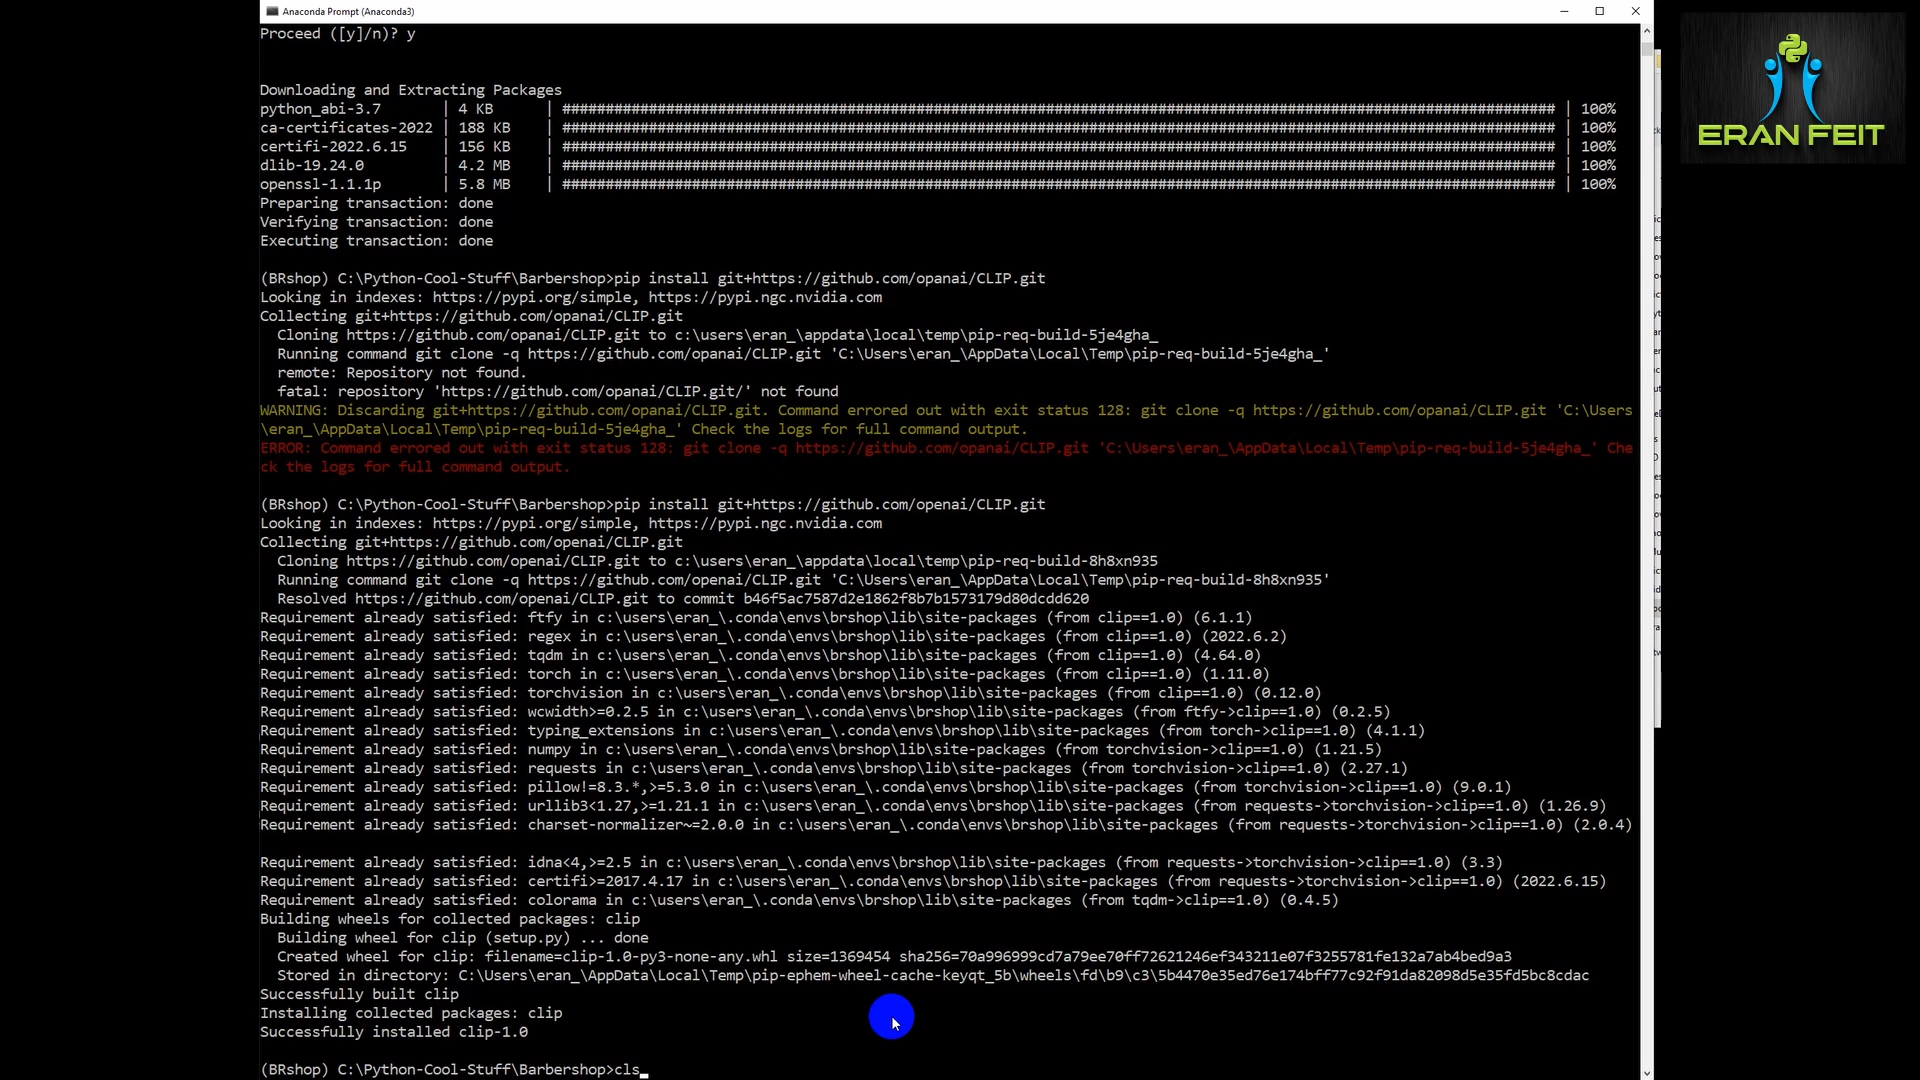 Anaconda Prompt (Anaconda3)
Proceed ([y]/n)? y
Downloading and Extracting Packages
python_abi-3.7 | 4 KB | ################################################################################################################### | 100%
ca-certificates-2022 | 188 KB | ################################################################################################################### | 100%
certifi-2022.6.15 | 156 KB | ################################################################################################################### | 100%
dlib-19.24.0 | 4.2 MB | ################################################################################################################### | 100%
openssl-1.1.1p | 5.8 MB | ################################################################################################################### | 100%
Preparing transaction: done
Verifying transaction: done
Executing transaction: done
(BRshop) C:\Python-Cool-Stuff\Barbershop>pip install git+https://github.com/opanai/CLIP.git
Looking in indexes: https://pypi.org/simple, https://pypi.ngc.nvidia.com
Collecting git+https://github.com/opanai/CLIP.git
Cloning https://github.com/opanai/CLIP.git to c:\users\eran_\appdata\local\temp\pip-req-build-5je4gha_
Running command git clone -q https://github.com/opanai/CLIP.git 'C:\Users\eran_\AppData\Local\Temp\pip-req-build-5je4gha_'
remote: Repository not found.
fatal: repository 'https://github.com/opanai/CLIP.git/' not found
WARNING: Discarding git+https://github.com/opanai/CLIP.git. Command errored out with exit status 128: git clone -q https://github.com/opanai/CLIP.git 'C:\Users
\eran_\AppData\Local\Temp\pip-req-build-5je4gha_' Check the logs for full command output.
ERROR: Command errored out with exit status 128: git clone -q https://github.com/opanai/CLIP.git 'C:\Users\eran_\AppData\Local\Temp\pip-req-build-5je4gha_' Che
ck the logs for full command output.
(BRshop) C:\Python-Cool-Stuff\Barbershop>pip install git+https://github.com/openai/CLIP.git
Looking in indexes: https://pypi.org/simple, https://pypi.ngc.nvidia.com
Collecting git+https://github.com/openai/CLIP.git
Cloning https://github.com/openai/CLIP.git to c:\users\eran_\appdata\local\temp\pip-req-build-8h8xn935
Running command git clone -q https://github.com/openai/CLIP.git 'C:\Users\eran_\AppData\Local\Temp\pip-req-build-8h8xn935'
Resolved https://github.com/openai/CLIP.git to commit b46f5ac7587d2e1862f8b7b1573179d80dcdd620
Requirement already satisfied: ftfy in c:\users\eran_\.conda\envs\brshop\lib\site-packages (from clip==1.0) (6.1.1)
Requirement already satisfied: regex in c:\users\eran_\.conda\envs\brshop\lib\site-packages (from clip==1.0) (2022.6.2)
Requirement already satisfied: tqdm in c:\users\eran_\.conda\envs\brshop\lib\site-packages (from clip==1.0) (4.64.0)
Requirement already satisfied: torch in c:\users\eran_\.conda\envs\brshop\lib\site-packages (from clip==1.0) (1.11.0)
Requirement already satisfied: torchvision in c:\users\eran_\.conda\envs\brshop\lib\site-packages (from clip==1.0) (0.12.0)
Requirement already satisfied: wcwidth>=0.2.5 in c:\users\eran_\.conda\envs\brshop\lib\site-packages (from ftfy->clip==1.0) (0.2.5)
Requirement already satisfied: typing_extensions in c:\users\eran_\.conda\envs\brshop\lib\site-packages (from torch->clip==1.0) (4.1.1)
Requirement already satisfied: numpy in c:\users\eran_\.conda\envs\brshop\lib\site-packages (from torchvision->clip==1.0) (1.21.5)
Requirement already satisfied: requests in c:\users\eran_\.conda\envs\brshop\lib\site-packages (from torchvision->clip==1.0) (2.27.1)
Requirement already satisfied: pillow!=8.3.*,>=5.3.0 in c:\users\eran_\.conda\envs\brshop\lib\site-packages (from torchvision->clip==1.0) (9.0.1)
Requirement already satisfied: urllib3<1.27,>=1.21.1 in c:\users\eran_\.conda\envs\brshop\lib\site-packages (from requests->torchvision->clip==1.0) (1.26.9)
Requirement already satisfied: charset-normalizer~=2.0.0 in c:\users\eran_\.conda\envs\brshop\lib\site-packages (from requests->torchvision->clip==1.0) (2.0.4)
Requirement already satisfied: idna<4,>=2.5 in c:\users\eran_\.conda\envs\brshop\lib\site-packages (from requests->torchvision->clip==1.0) (3.3)
Requirement already satisfied: certifi>=2017.4.17 in c:\users\eran_\.conda\envs\brshop\lib\site-packages (from requests->torchvision->clip==1.0) (2022.6.15)
Requirement already satisfied: colorama in c:\users\eran_\.conda\envs\brshop\lib\site-packages (from tqdm->clip==1.0) (0.4.5)
Building wheels for collected packages: clip
Building wheel for clip (setup.py) ... done
Created wheel for clip: filename=clip-1.0-py3-none-any.whl size=1369454 sha256=70a996999cd7a79ee70ff72621246ef343211e07f3255781fe132a7ab4bed9a3
Stored in directory: C:\Users\eran_\AppData\Local\Temp\pip-ephem-wheel-cache-keyqt_5b\wheels\fd\b9\c3\5b4470e35ed76e174bff77c92f91da82098d5e35fd5bc8cdac
Successfully built clip
Installing collected packages: clip
Successfully installed clip-1.0
(BRshop) C:\Python-Cool-Stuff\Barbershop>cls
ERAN FEIT